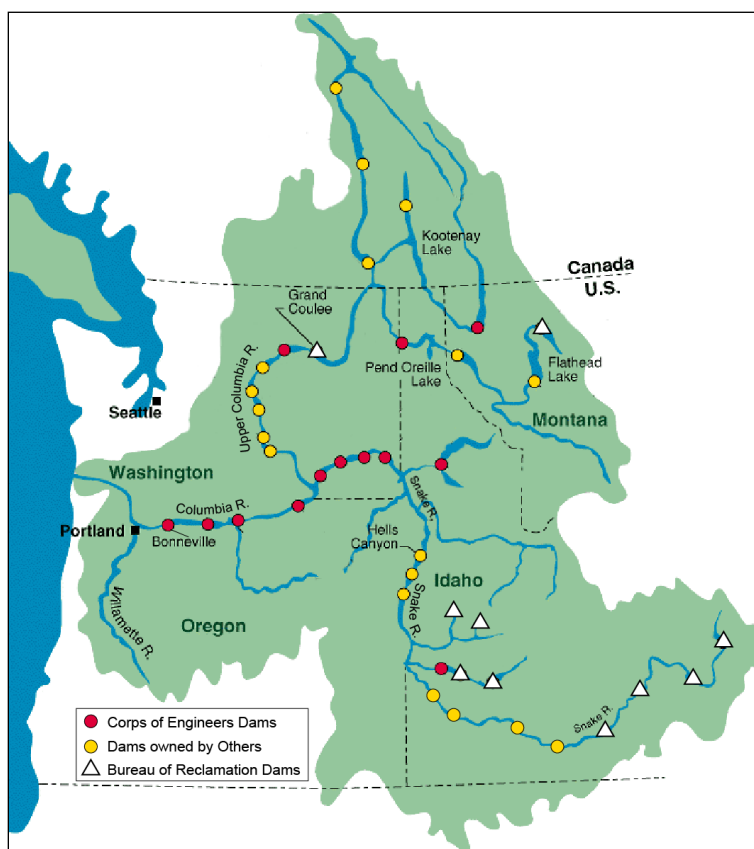 Kootenay
Lake
Canada
U.S.
Grand
Coulee
Pend Oreille
Lake
Flathead
Lake
Upper Columbia R.
Seattle
Montana
Washington
Snake R.
Columbia R.
Portland
Bonneville
Hells
Canyon
Idaho
Snake R.
Willamette R.
Oregon
Snake R.
Corps of Engineers Dams
Dams owned by Others
Bureau of Reclamation Dams